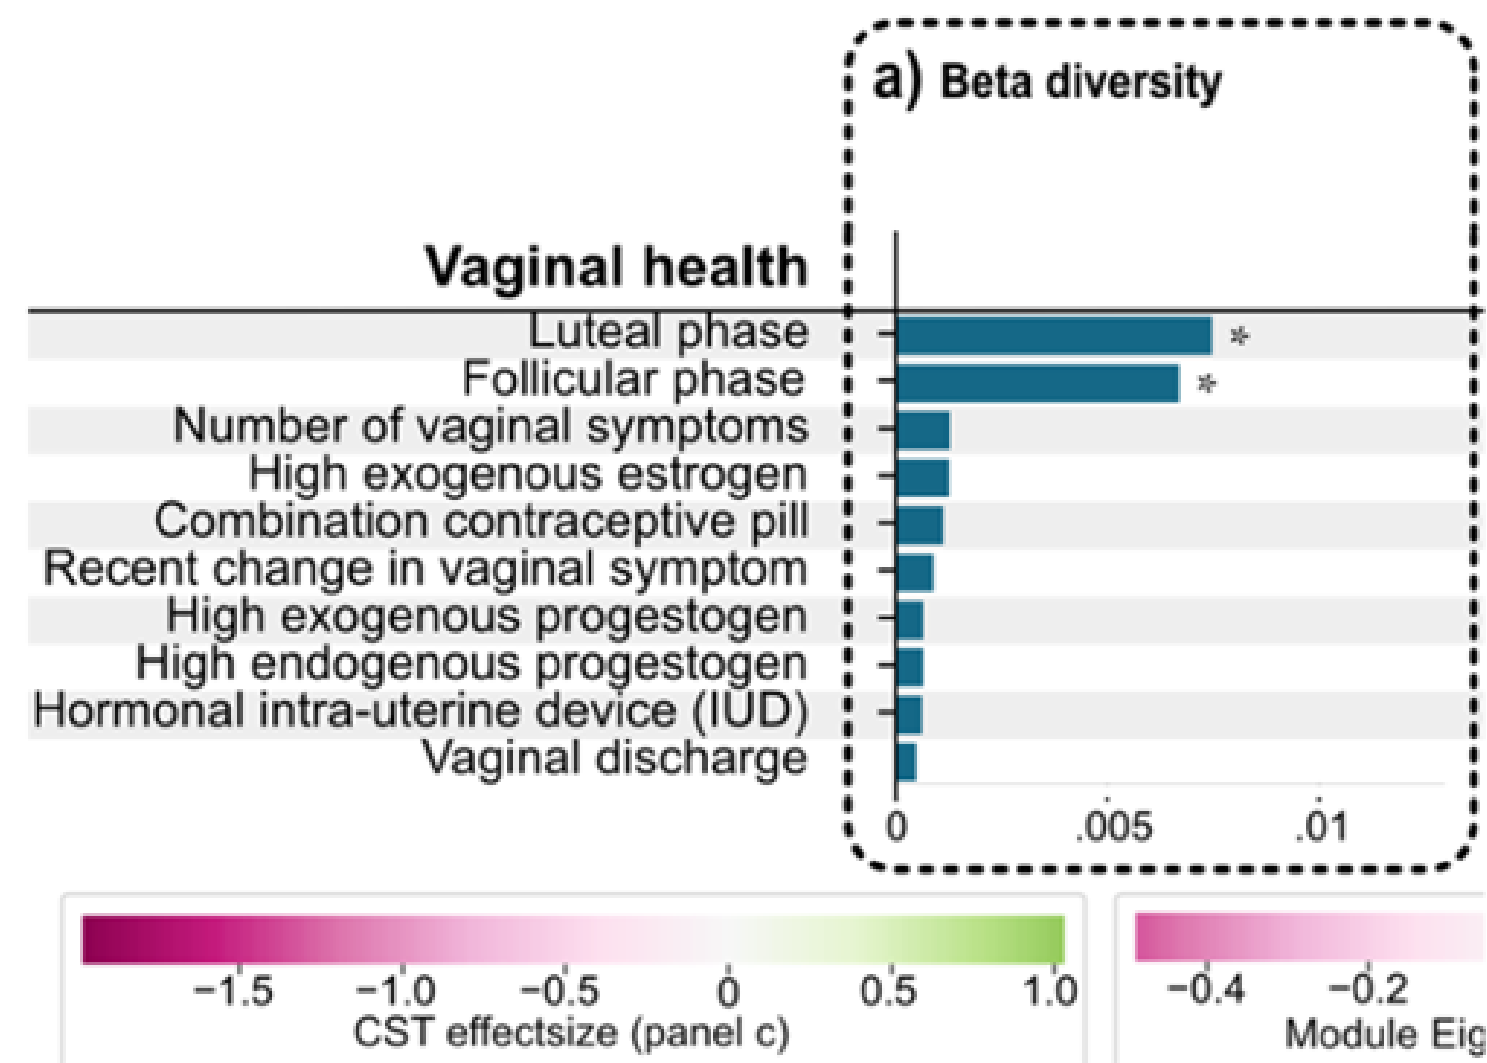 a) Beta diversity
Vaginal health
Luteal phase *
Follicular phase *
Number of vaginal symptoms
High exogenous estrogen
Combination contraceptive pill
Recent change in vaginal symptom
High exogenous progestogen
High endogenous progestogen
Hormonal intra-uterine device (IUD)
Vaginal discharge
0 .005 .01
−1.5 −1.0 −0.5 0 0.5 1.0
CST effectsize (panel c)
−0.4 −0.2
Module Eig